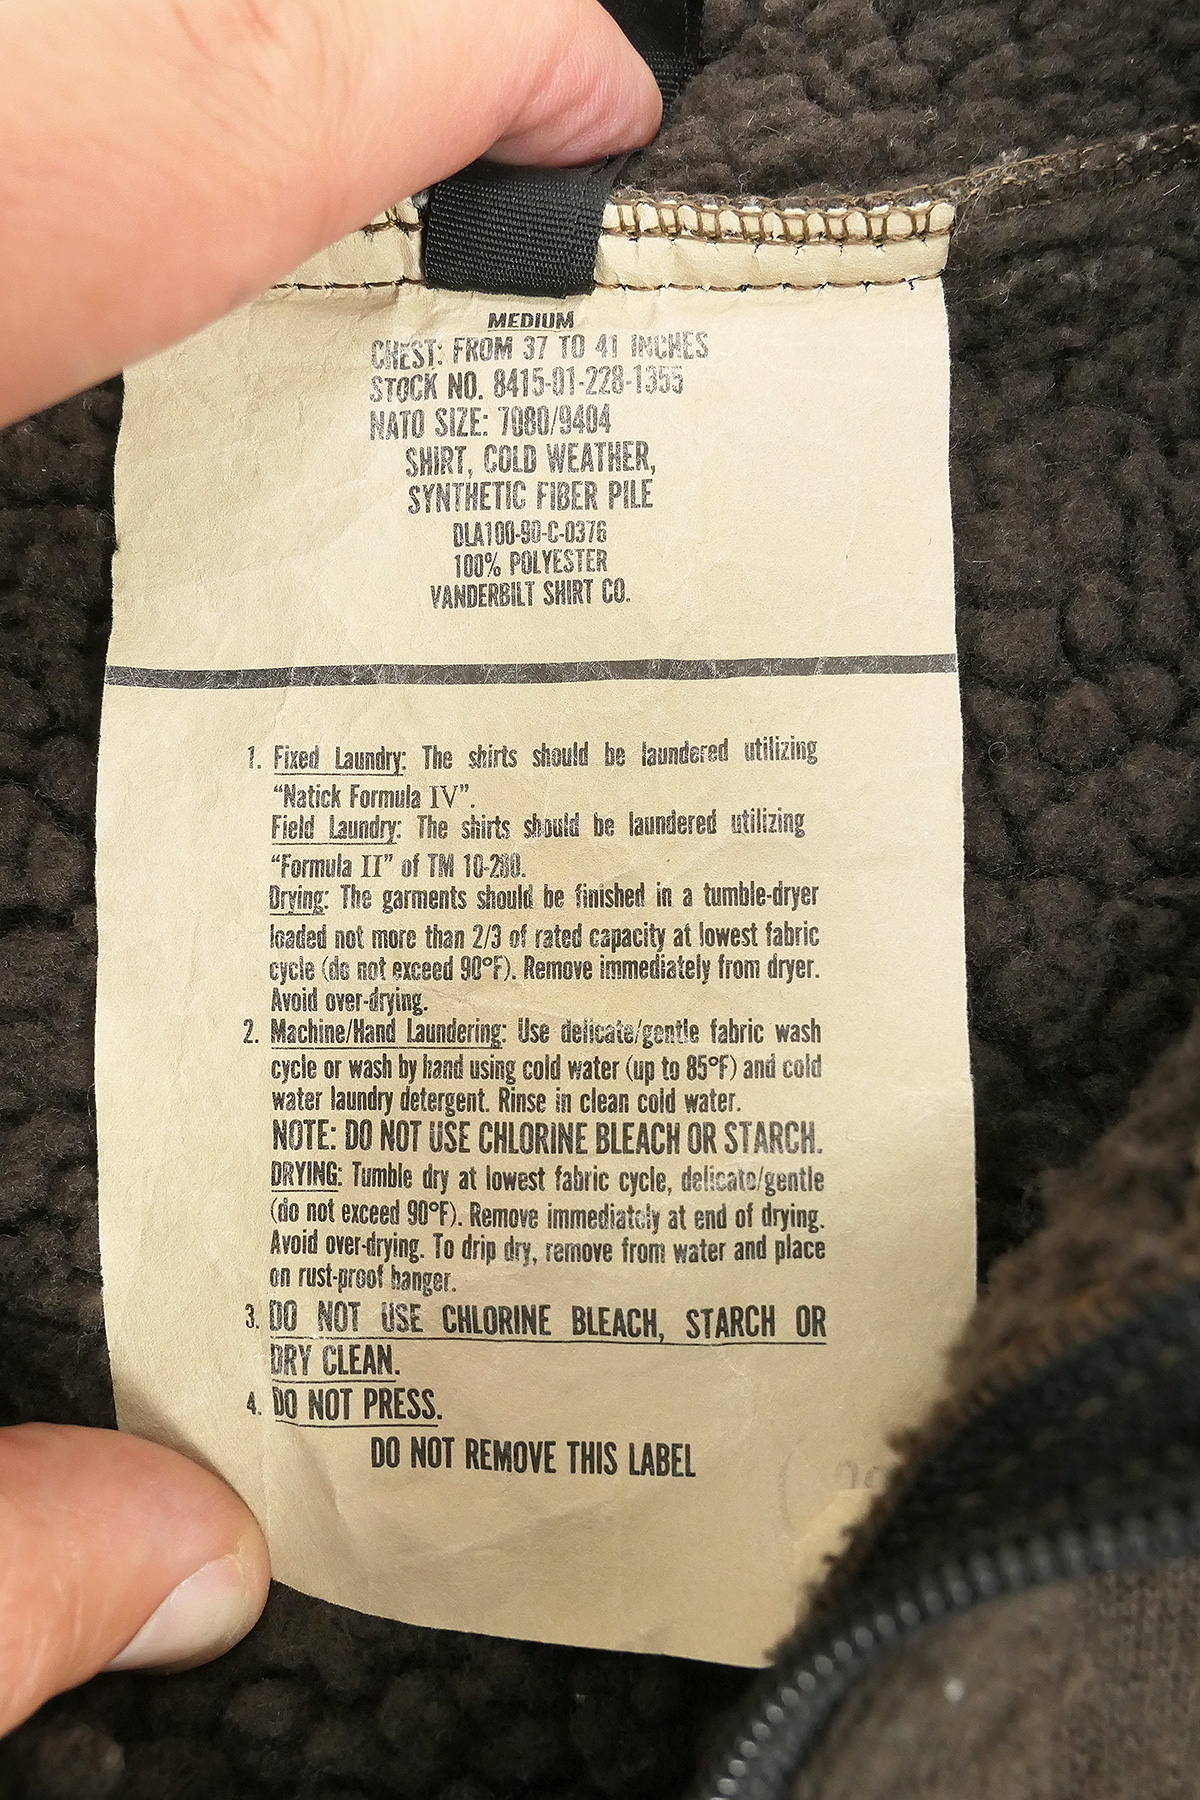 MEDIUM
CHEST: FROM 37 TO 41 INCHES
STOCK NO. 8415-01-228-1355
NATO SIZE: 7080/9404
SHIRT, COLD WEATHER,
SYNTHETIC FIBER PILE
DLA100-90-C-0376
100% POLYESTER
VANDERBILT SHIRT CO.
1. Fixed Laundry: The shirts should be laundered utilizing
"Natick Formula IV".
Field Laundry: The shirts should be laundered utilizing
"Formula II" of TM 10-280.
Drying: The garments should be finished in a tumble-dryer
loaded not more than 2/3 of rated capacity at lowest fabric
cycle (do not exceed 90°F). Remove immediately from dryer.
Avoid over-drying.
2. Machine/Hand Laundering: Use delicate/gentle fabric wash
cycle or wash by hand using cold water (up to 85°F) and cold
water laundry detergent. Rinse in clean cold water.
NOTE: DO NOT USE CHLORINE BLEACH OR STARCH.
DRYING: Tumble dry at lowest fabric cycle, delicate/gentle
(do not exceed 90°F). Remove immediately at end of drying.
Avoid over-drying. To drip dry, remove from water and place
on rust-proof hanger.
3. DO NOT USE CHLORINE BLEACH, STARCH OR
DRY CLEAN.
4. DO NOT PRESS.
DO NOT REMOVE THIS LABEL